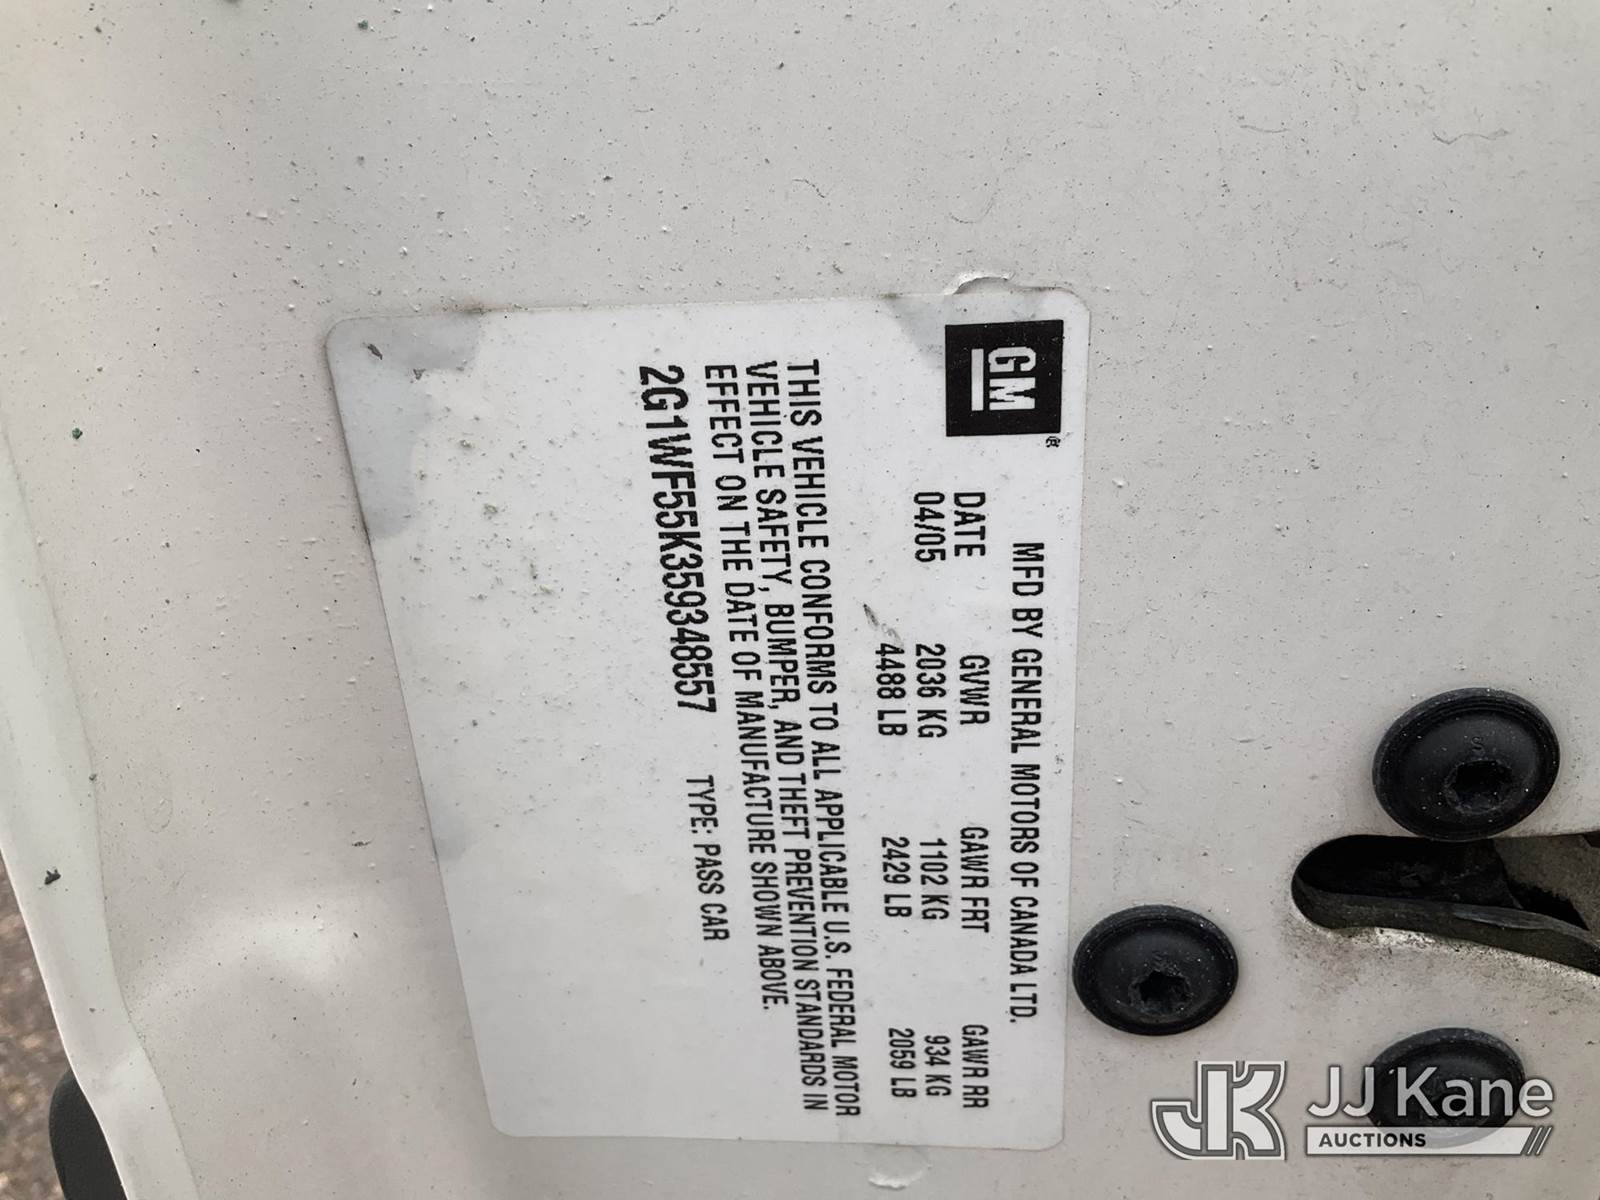 GM
MFD BY GENERAL MOTORS OF CANADA LTD.
DATE GVWR GAWR FRT GAWR RR
04/05 2036 KG 1102 KG 934 KG
4488 LB 2429 LB 2059 LB
THIS VEHICLE CONFORMS TO ALL APPLICABLE U.S. FEDERAL MOTOR
VEHICLE SAFETY, BUMPER, AND THEFT PREVENTION STANDARDS IN
EFFECT ON THE DATE OF MANUFACTURE SHOWN ABOVE.
2G1WF55K359348557 TYPE: PASS CAR
JK JJ Kane
AUCTIONS